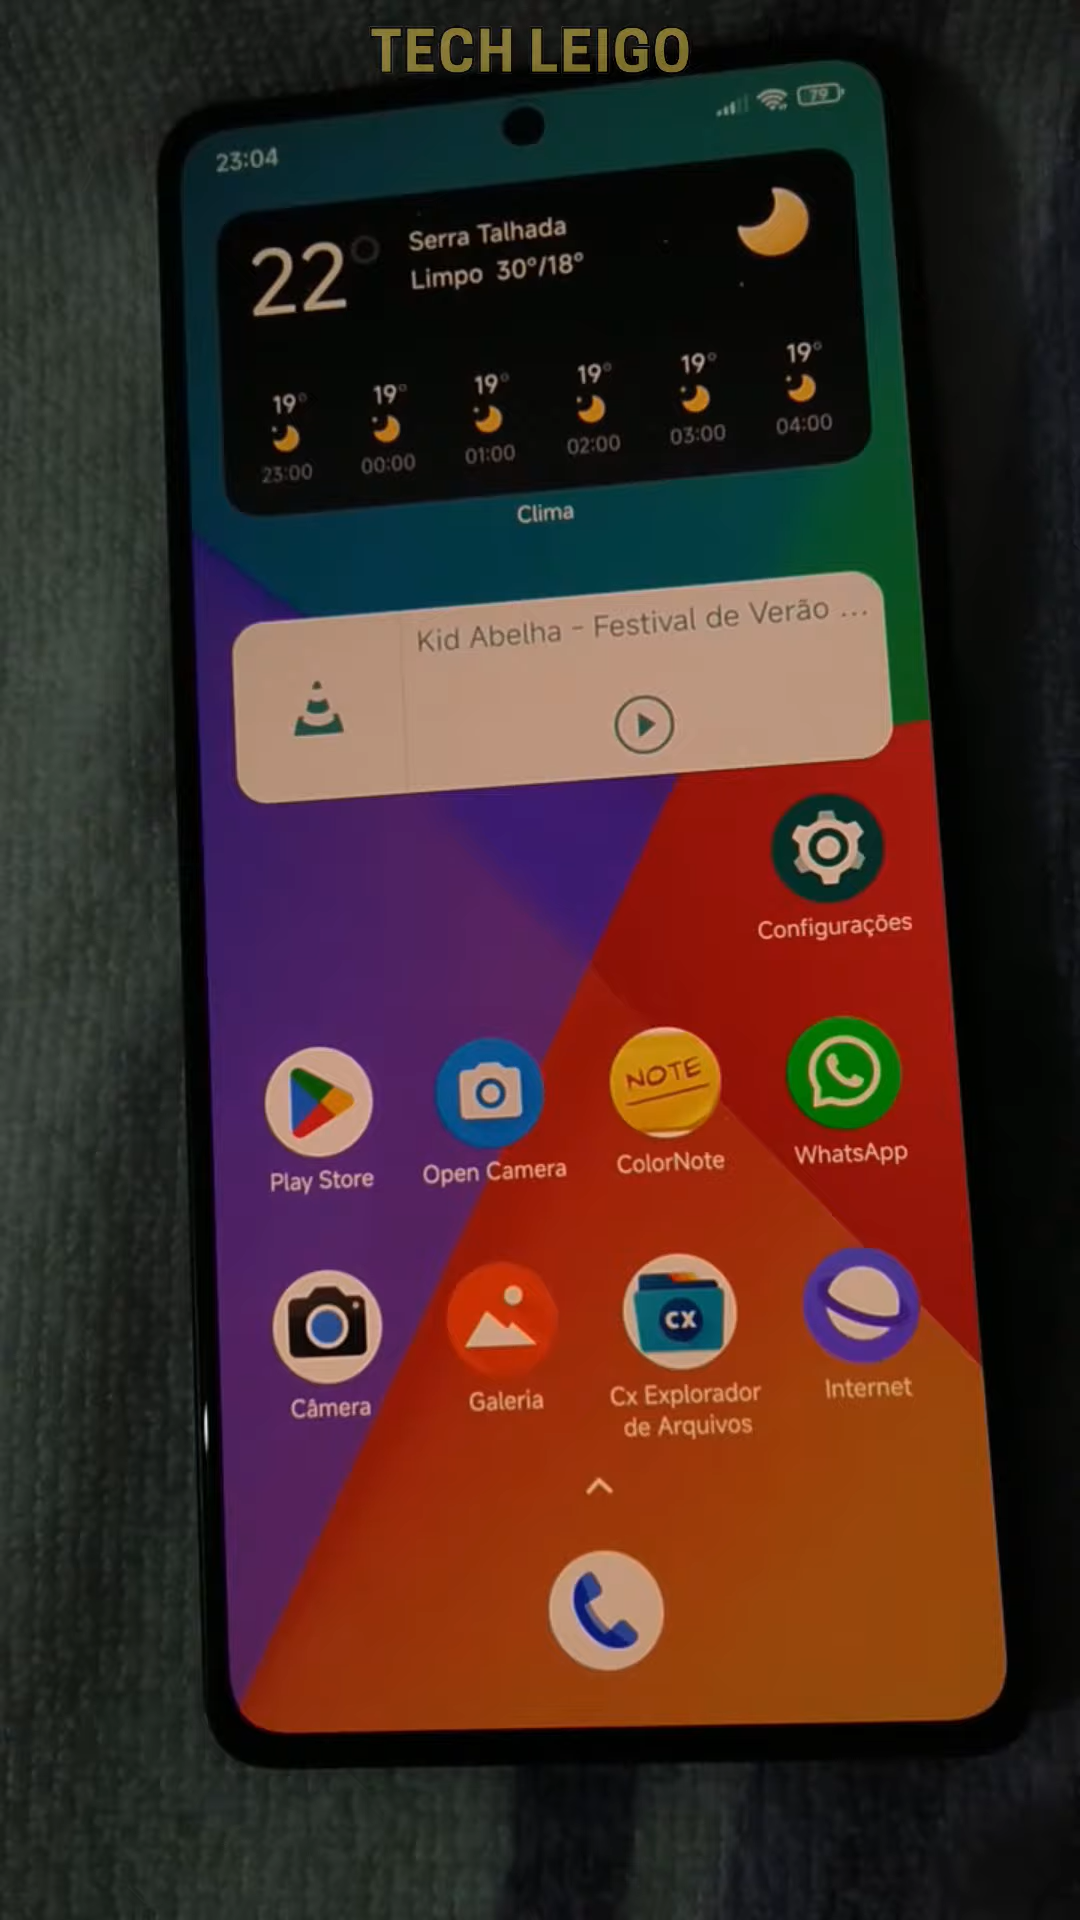 TECH LEIGO
23:04
79
22°
Serra Talhada
Limpo 30°/18°
19° 19° 19° 19° 19° 19°
23:00 00:00 01:00 02:00 03:00 04:00
Clima
Kid Abelha - Festival de Verão ...
Configurações
NOTE
Play Store
Open Camera
ColorNote
WhatsApp
CX
Câmera
Galeria
Cx Explorador
de Arquivos
Internet